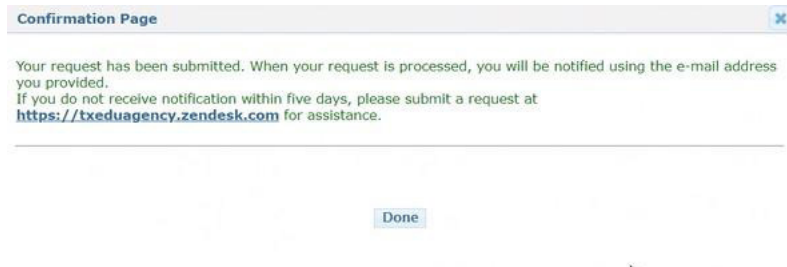 Confirmation Page
Your request has been submitted. When your request is processed, you will be notified using the e-mail address
you provided.
If you do not receive notification within five days, please submit a request at
https://txeduagency.zendesk.com for assistance.
Done